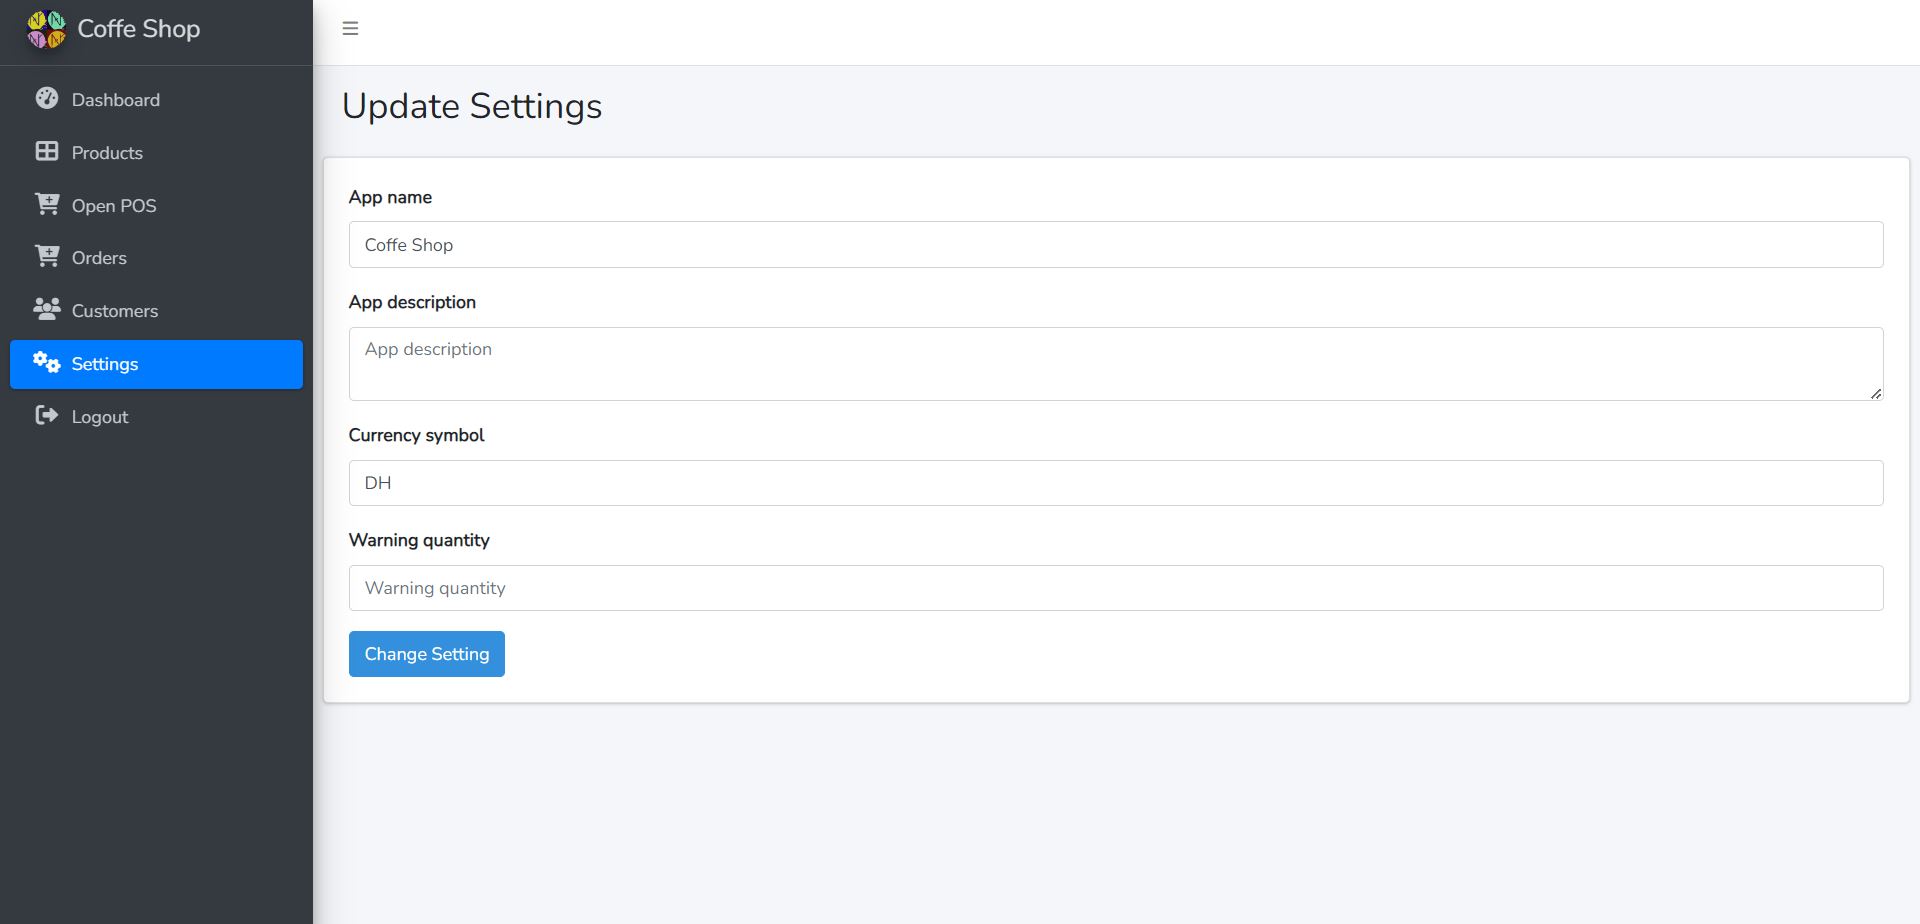 Coffe Shop
Dashboard
Products
Open POS
Orders
Customers
Settings
Logout
Update Settings
App name
Coffe Shop
App description
App description
Currency symbol
DH
Warning quantity
Warning quantity
Change Setting